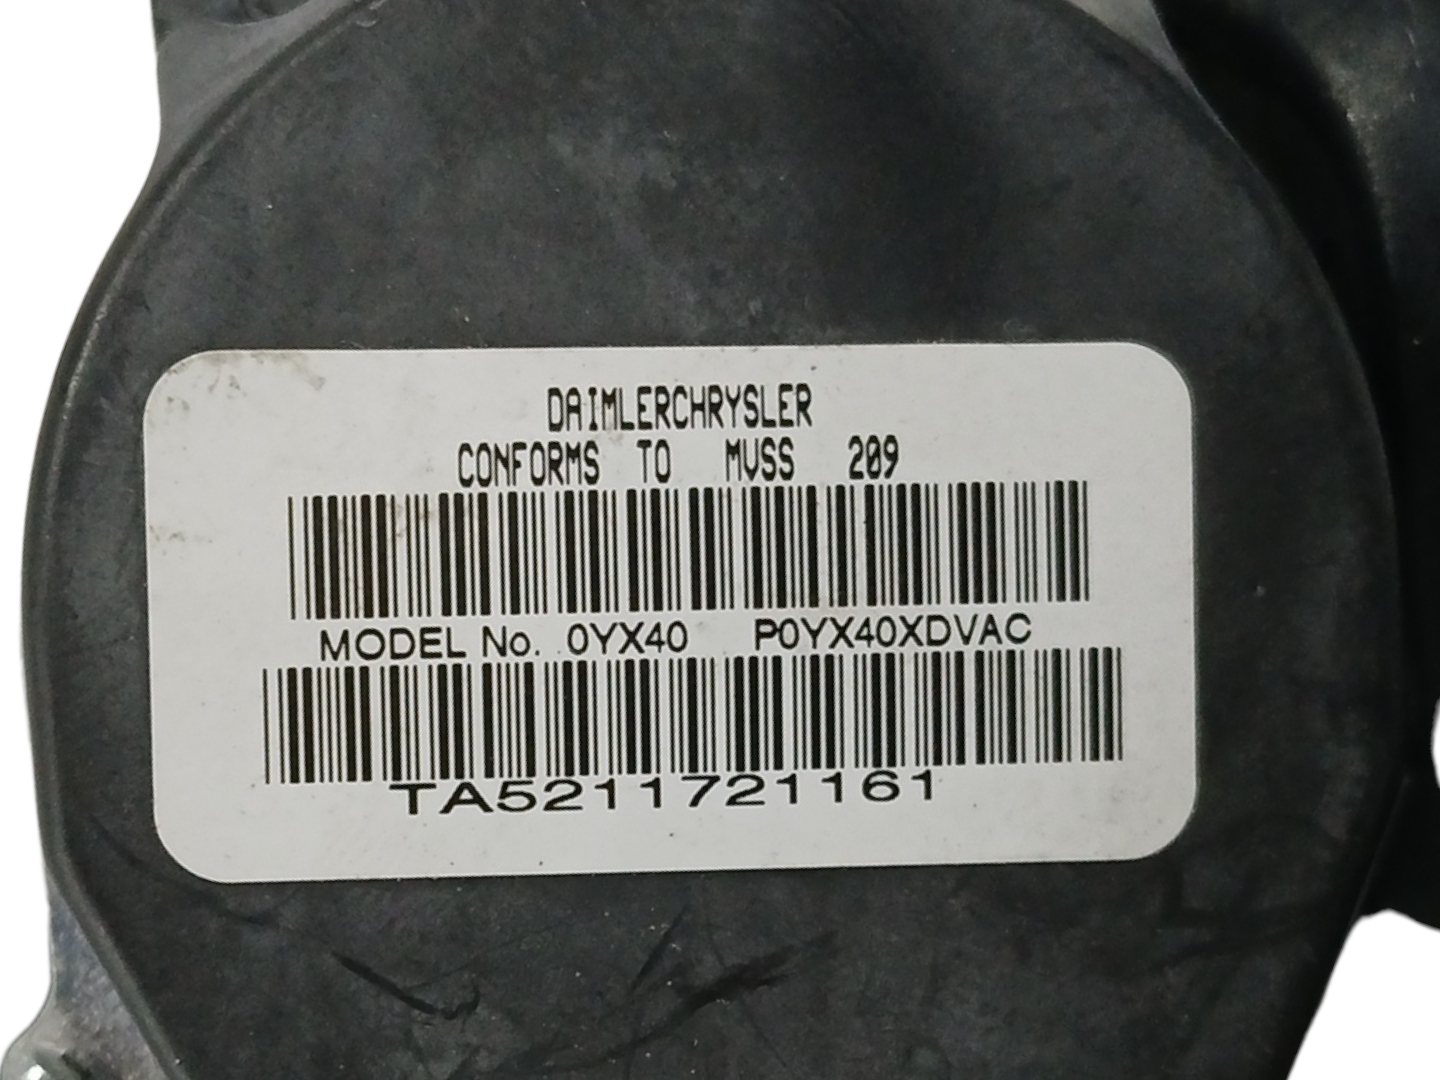 DAIMLERCHRYSLER
CONFORMS TO MVSS 209
MODEL No. 0YX40 P0YX40XDVAC
TA5211721161